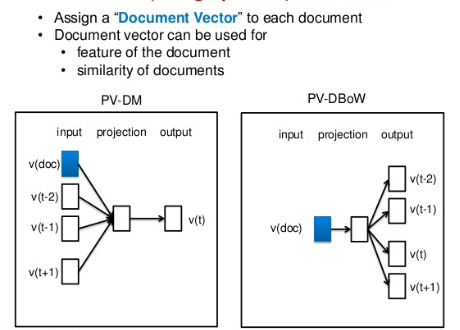 • Assign a “Document Vector” to each document
• Document vector can be used for
• feature of the document
• similarity of documents
PV-DM
input projection output
v(doc)
v(t-2)
v(t-1)
v(t+1)
v(t)
PV-DBoW
input projection output
v(doc)
v(t-2)
v(t-1)
v(t)
v(t+1)